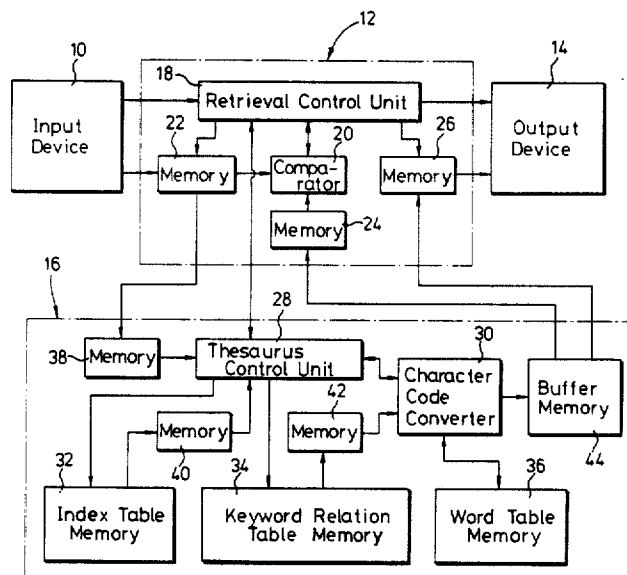 12
10
14
18
Retrieval Control Unit
Input
Device
22
20
26
Output
Device
Memory
Compa-
rator
Memory
Memory
24
16
28
30
38
Memory
Thesaurus
Control Unit
Character
Code
Converter
Buffer
Memory
42
Memory
Memory
40
44
32
34
36
Index Table
Memory
Keyword Relation
Table Memory
Word Table
Memory